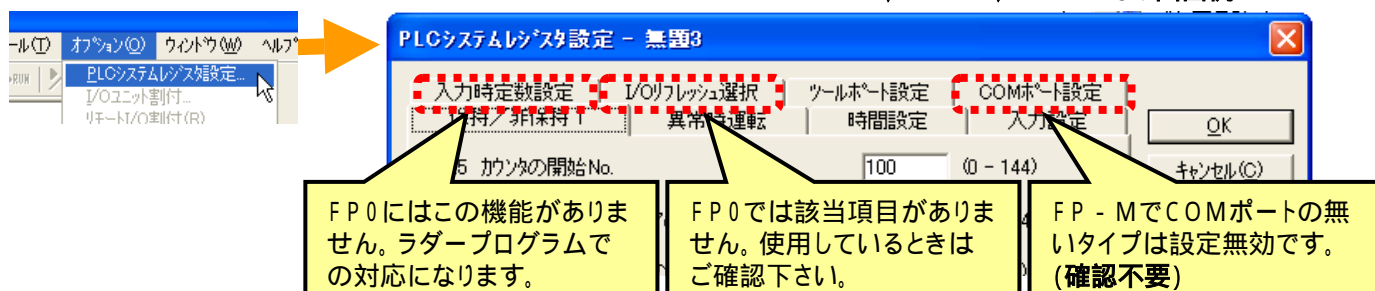 ール(T) オプション(O) ウィンドウ(W) ヘルプ
RUN
PLCシステムレジスタ設定...
I/Oユニット割付...
リモートI/O割付(R)
PLCシステムレジスタ設定 - 無題3
入力時定数設定 I/Oリフレッシュ選択 ツールポート設定 COMポート設定
保持/非保持 1 異常時運転 時間設定 入力設定
OK
5 カウンタの開始No. 100 (0 - 144)
キャンセル(C)
FP0にはこの機能がありま
せん。ラダープログラムで
の対応になります。
FP0では該当項目がありま
せん。使用しているときは
ご確認下さい。
FP-MでCOMポートの無
いタイプは設定無効です。
(確認不要)